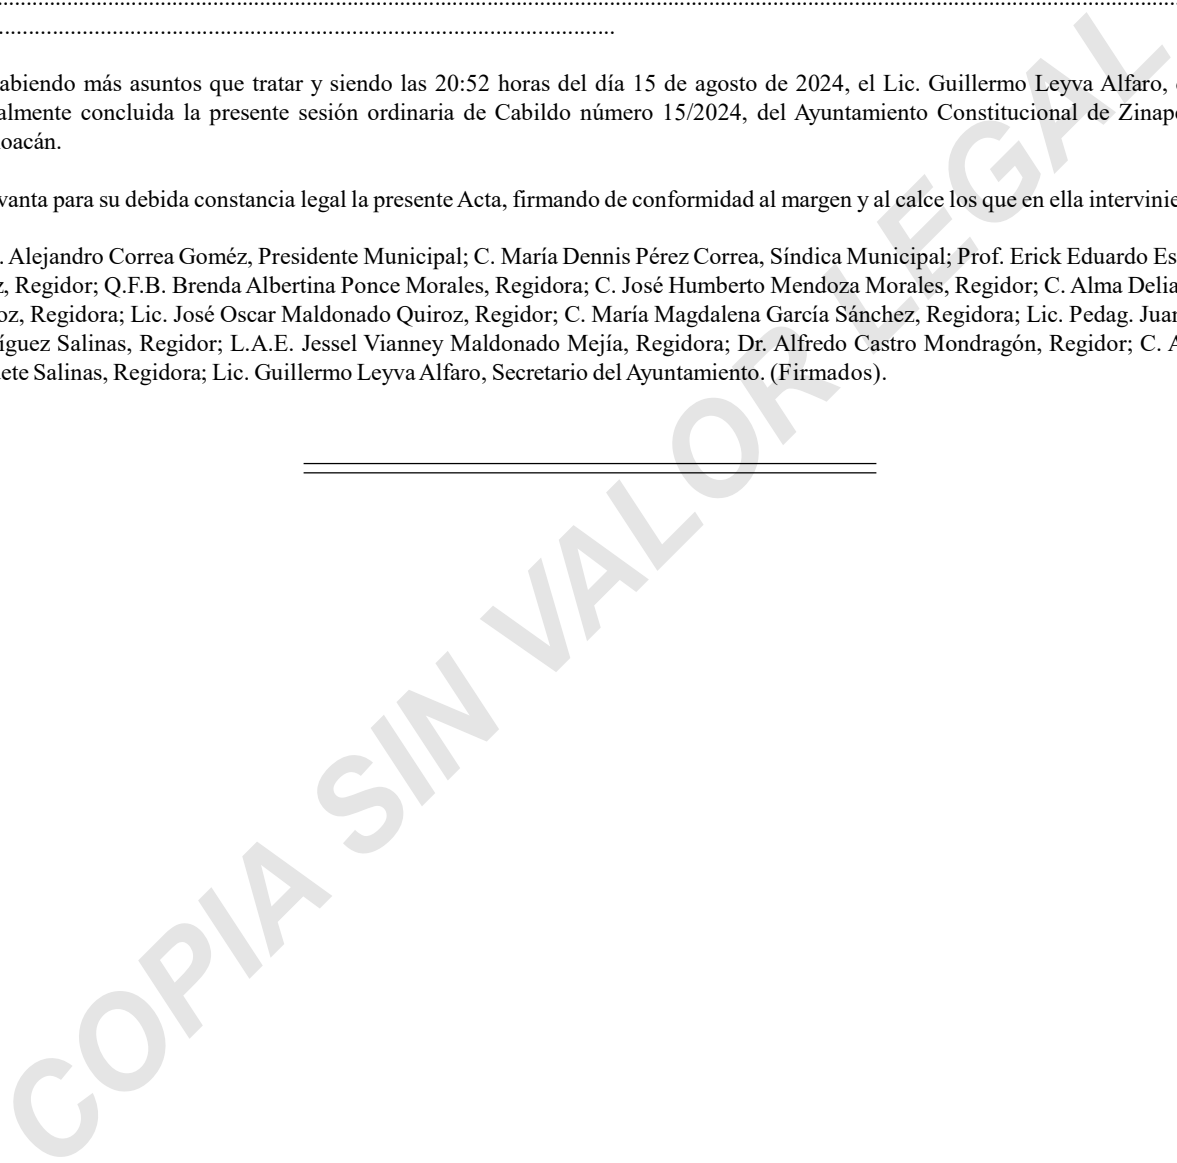 abiendo más asuntos que tratar y siendo las 20:52 horas del día 15 de agosto de 2024, el Lic. Guillermo Leyva Alfaro,
almente concluida la presente sesión ordinaria de Cabildo número 15/2024, del Ayuntamiento Constitucional de Zinape
oacán.
vanta para su debida constancia legal la presente Acta, firmando de conformidad al margen y al calce los que en ella intervinie
. Alejandro Correa Goméz, Presidente Municipal; C. María Dennis Pérez Correa, Síndica Municipal; Prof. Erick Eduardo Es
z, Regidor; Q.F.B. Brenda Albertina Ponce Morales, Regidora; C. José Humberto Mendoza Morales, Regidor; C. Alma Delia
oz, Regidora; Lic. José Oscar Maldonado Quiroz, Regidor; C. María Magdalena García Sánchez, Regidora; Lic. Pedag. Juan
íguez Salinas, Regidor; L.A.E. Jessel Vianney Maldonado Mejía, Regidora; Dr. Alfredo Castro Mondragón, Regidor; C. A
ete Salinas, Regidora; Lic. Guillermo Leyva Alfaro, Secretario del Ayuntamiento. (Firmados).
COPIA SIN VALOR LEGAL